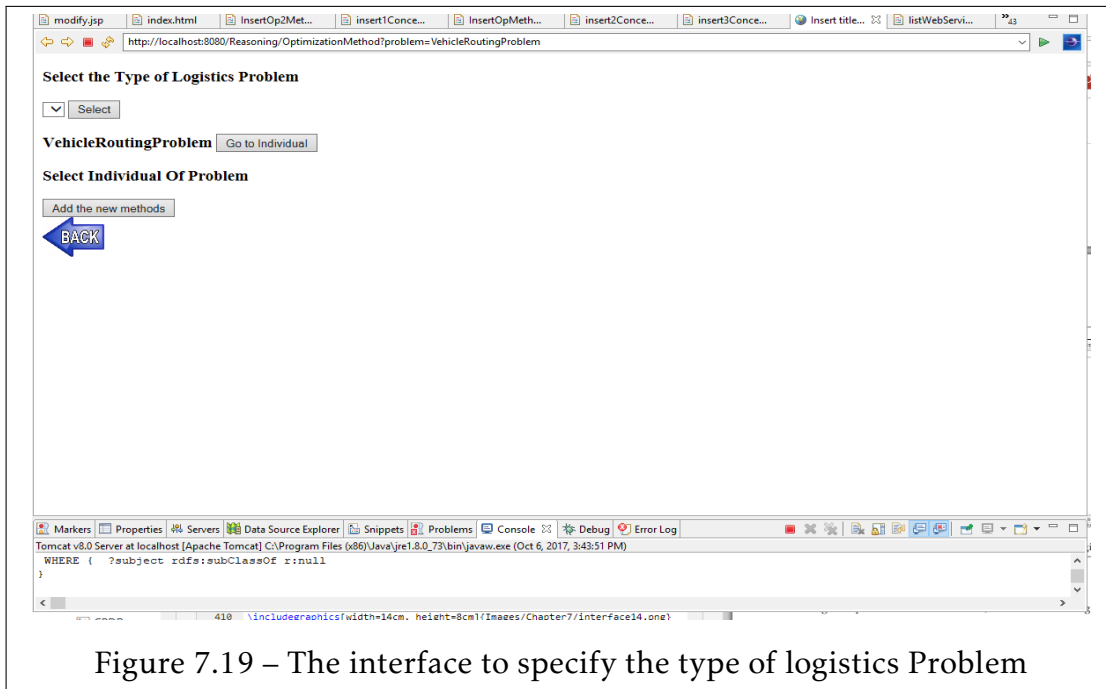 modify.jsp index.html InsertOp2Met... insert1Conce... InsertOpMeth... insert2Conce... insert3Conce... Insert title... listWebServi... »43
http://localhost:8080/Reasoning/OptimizationMethod?problem=VehicleRoutingProblem
Select the Type of Logistics Problem
Select
VehicleRoutingProblem Go to Individual
Select Individual Of Problem
Add the new methods
BACK
Markers Properties Servers Data Source Explorer Snippets Problems Console Debug Error Log
Tomcat v8.0 Server at localhost [Apache Tomcat] C:\Program Files (x86)\Java\jre1.8.0_73\bin\javaw.exe (Oct 6, 2017, 3:43:51 PM)
WHERE { ?subject rdfs:subClassOf r:null
}
410 \includegraphics[width=14cm, height=8cm]{Images/Chapter7/interface14.png}
Figure 7.19 – The interface to specify the type of logistics Problem